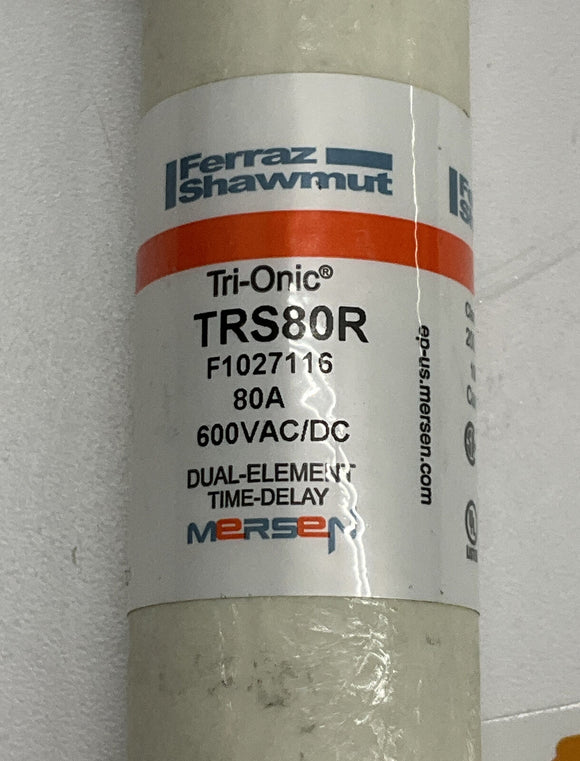 Ferraz
Shawmut
Tri-Onic®
TRS80R
F1027116
80A
600VAC/DC
DUAL-ELEMENT
TIME-DELAY
MERSEN
ep-us.mersen.com